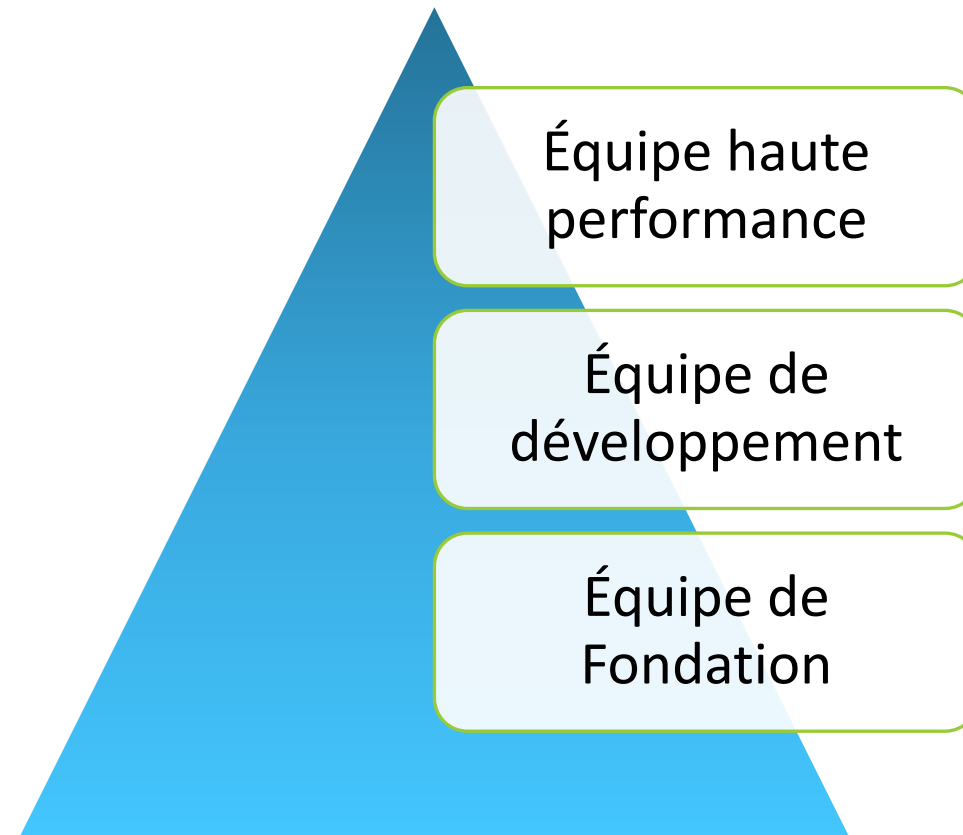 Équipe haute
performance
Équipe de
développement
Équipe de
Fondation